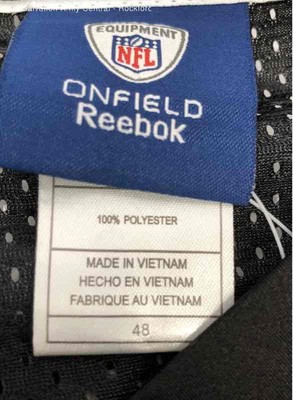 EQUIPMENT
NFL
ONFIELD
Reebok
100% POLYESTER
MADE IN VIETNAM
HECHO EN VIETNAM
FABRIQUE AU VIETNAM
48